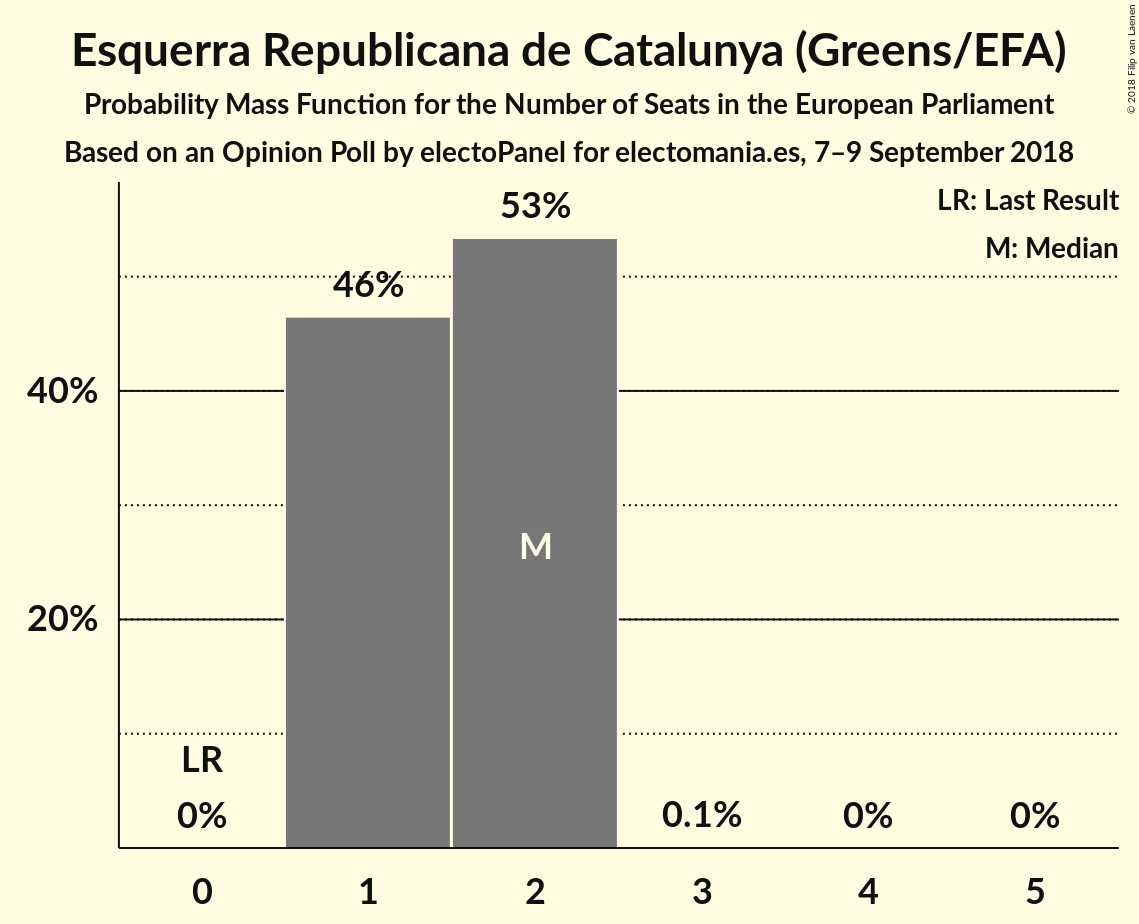 Esquerra Republicana de Catalunya (Greens/EFA)
Probability Mass Function for the Number of Seats in the European Parliament
Based on an Opinion Poll by electoPanel for electomania.es, 7–9 September 2018
© 2018 Filip van Laenen
LR: Last Result
M: Median
53%
46%
40%
M
20%
LR
0%
0.1%
0%
0%
0 1 2 3 4 5